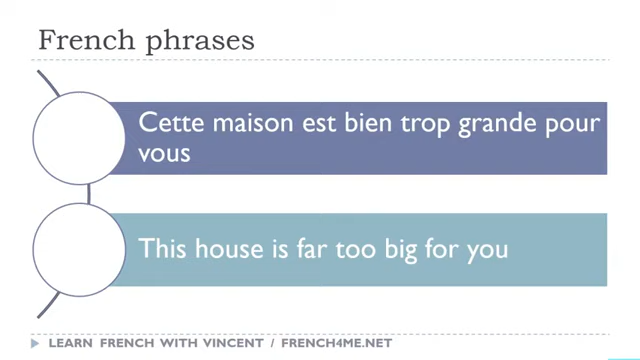 French phrases
Cette maison est bien trop grande pour
vous
This house is far too big for you
LEARN FRENCH WITH VINCENT / FRENCH4ME.NET